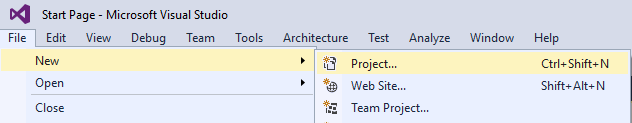 Start Page - Microsoft Visual Studio
File Edit View Debug Team Tools Architecture Test Analyze Window Help
New Project... Ctrl+Shift+N
Open Web Site... Shift+Alt+N
Close Team Project...